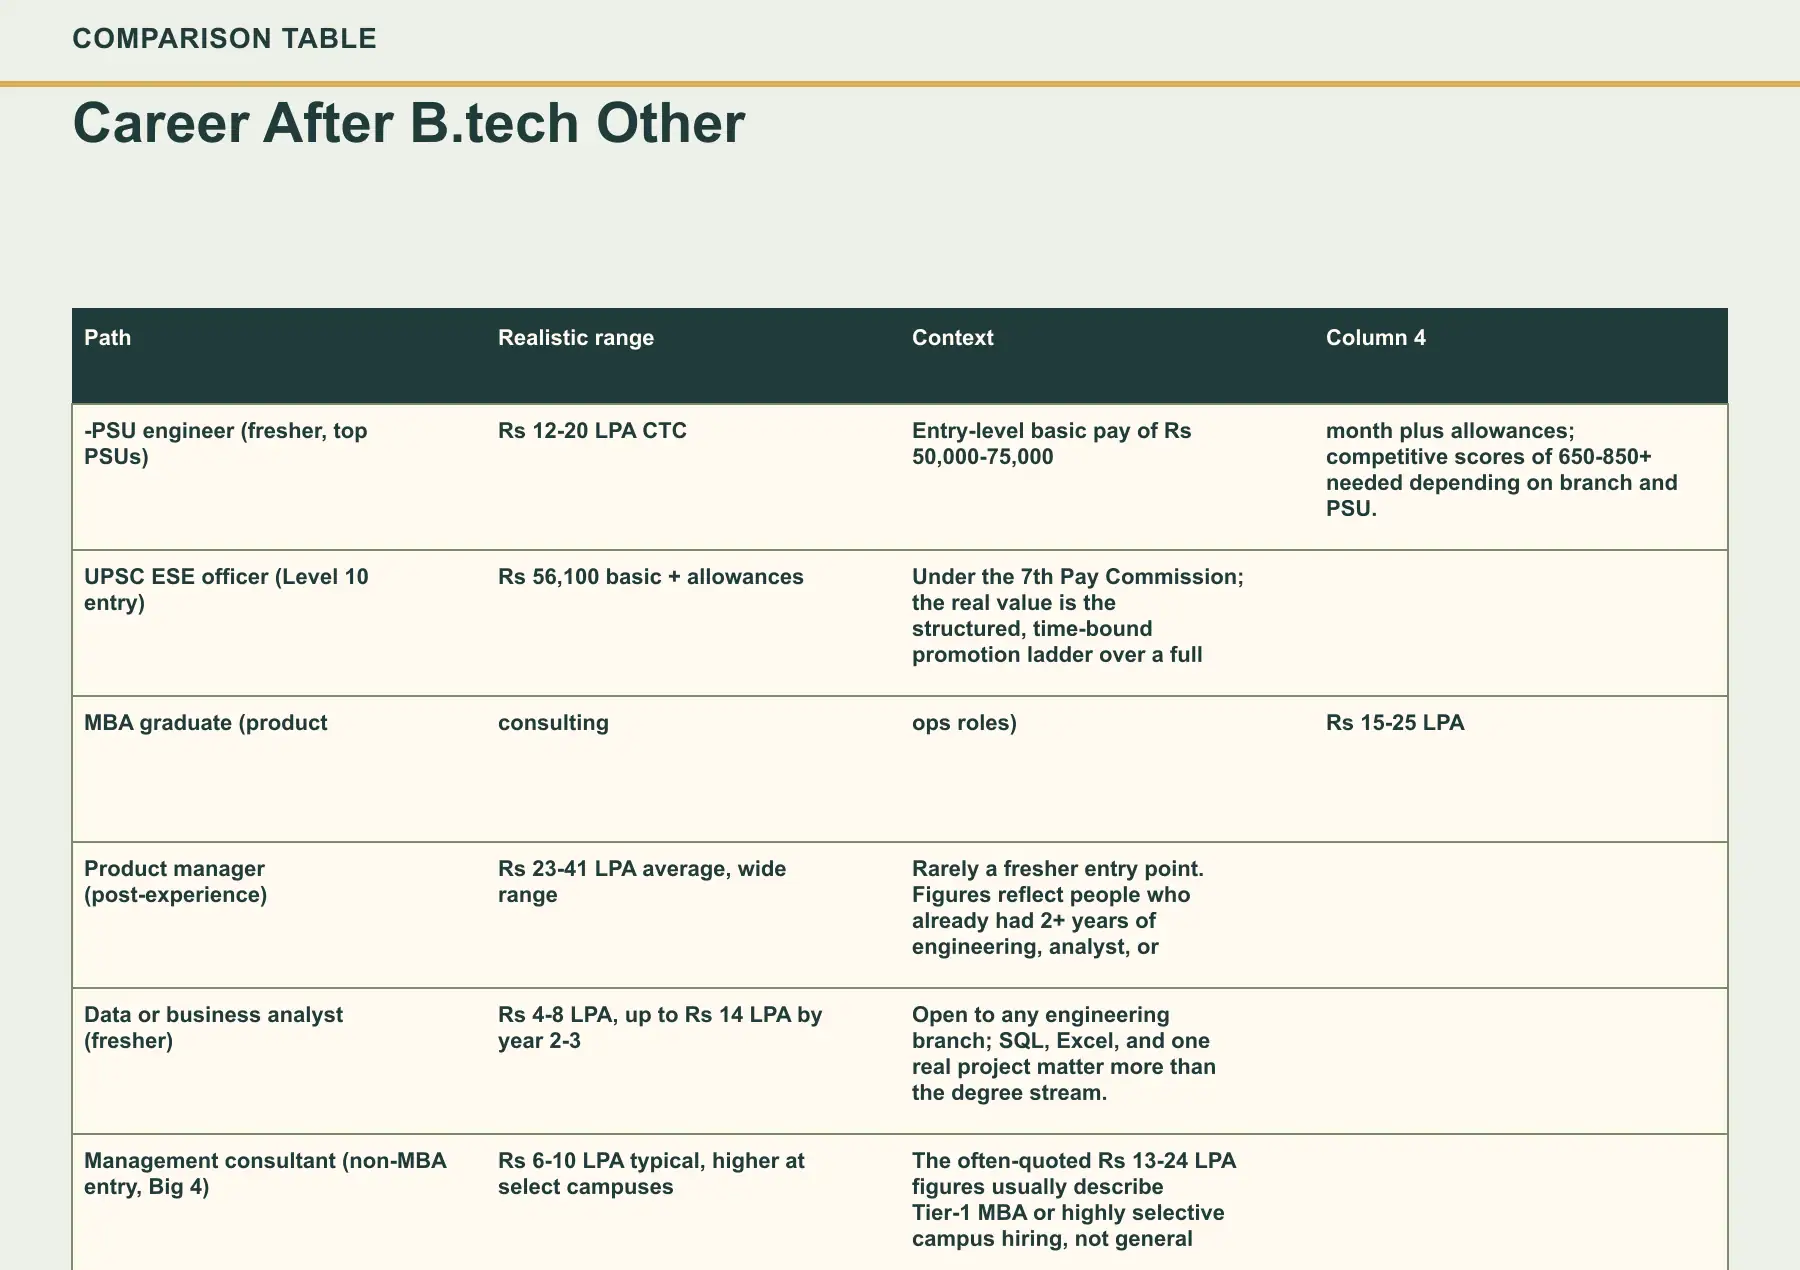 COMPARISON TABLE
Career After B.tech Other
Path
Realistic range
Context
Column 4
-PSU engineer (fresher, top
PSUs)
Rs 12-20 LPA CTC
Entry-level basic pay of Rs
50,000-75,000
month plus allowances;
competitive scores of 650-850+
needed depending on branch and
PSU.
UPSC ESE officer (Level 10
entry)
Rs 56,100 basic + allowances
Under the 7th Pay Commission;
the real value is the
structured, time-bound
promotion ladder over a full
MBA graduate (product
consulting
ops roles)
Rs 15-25 LPA
Product manager
(post-experience)
Rs 23-41 LPA average, wide
range
Rarely a fresher entry point.
Figures reflect people who
already had 2+ years of
engineering, analyst, or
Data or business analyst
(fresher)
Rs 4-8 LPA, up to Rs 14 LPA by
year 2-3
Open to any engineering
branch; SQL, Excel, and one
real project matter more than
the degree stream.
Management consultant (non-MBA
entry, Big 4)
Rs 6-10 LPA typical, higher at
select campuses
The often-quoted Rs 13-24 LPA
figures usually describe
Tier-1 MBA or highly selective
campus hiring, not general